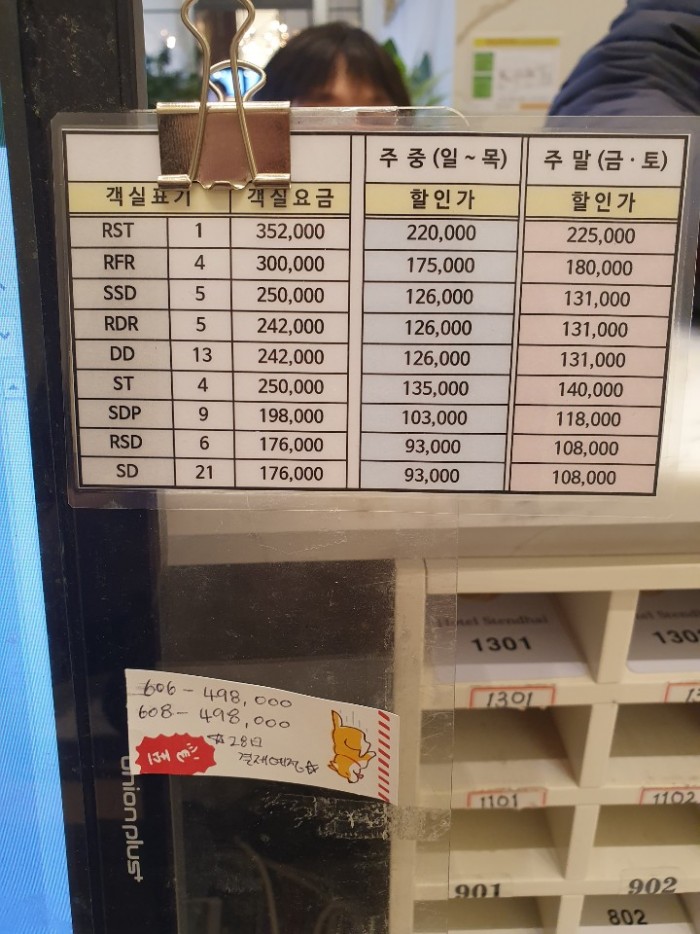 주 중 (일 ~ 목) 주 말 (금 · 토)
객 실 표 기 객 실 요 금 할 인 가 할 인 가
RST 1 352,000 220,000 225,000
RFR 4 300,000 175,000 180,000
SSD 5 250,000 126,000 131,000
RDR 5 242,000 126,000 131,000
DD 13 242,000 126,000 131,000
ST 4 250,000 135,000 140,000
SDP 9 198,000 103,000 118,000
RSD 6 176,000 93,000 108,000
SD 21 176,000 93,000 108,000
Hotel Stendhal
1301
1301
606 - 498,000
608 - 498,000
28日
결제예정
unionplus+
1101 1102
901 902
802